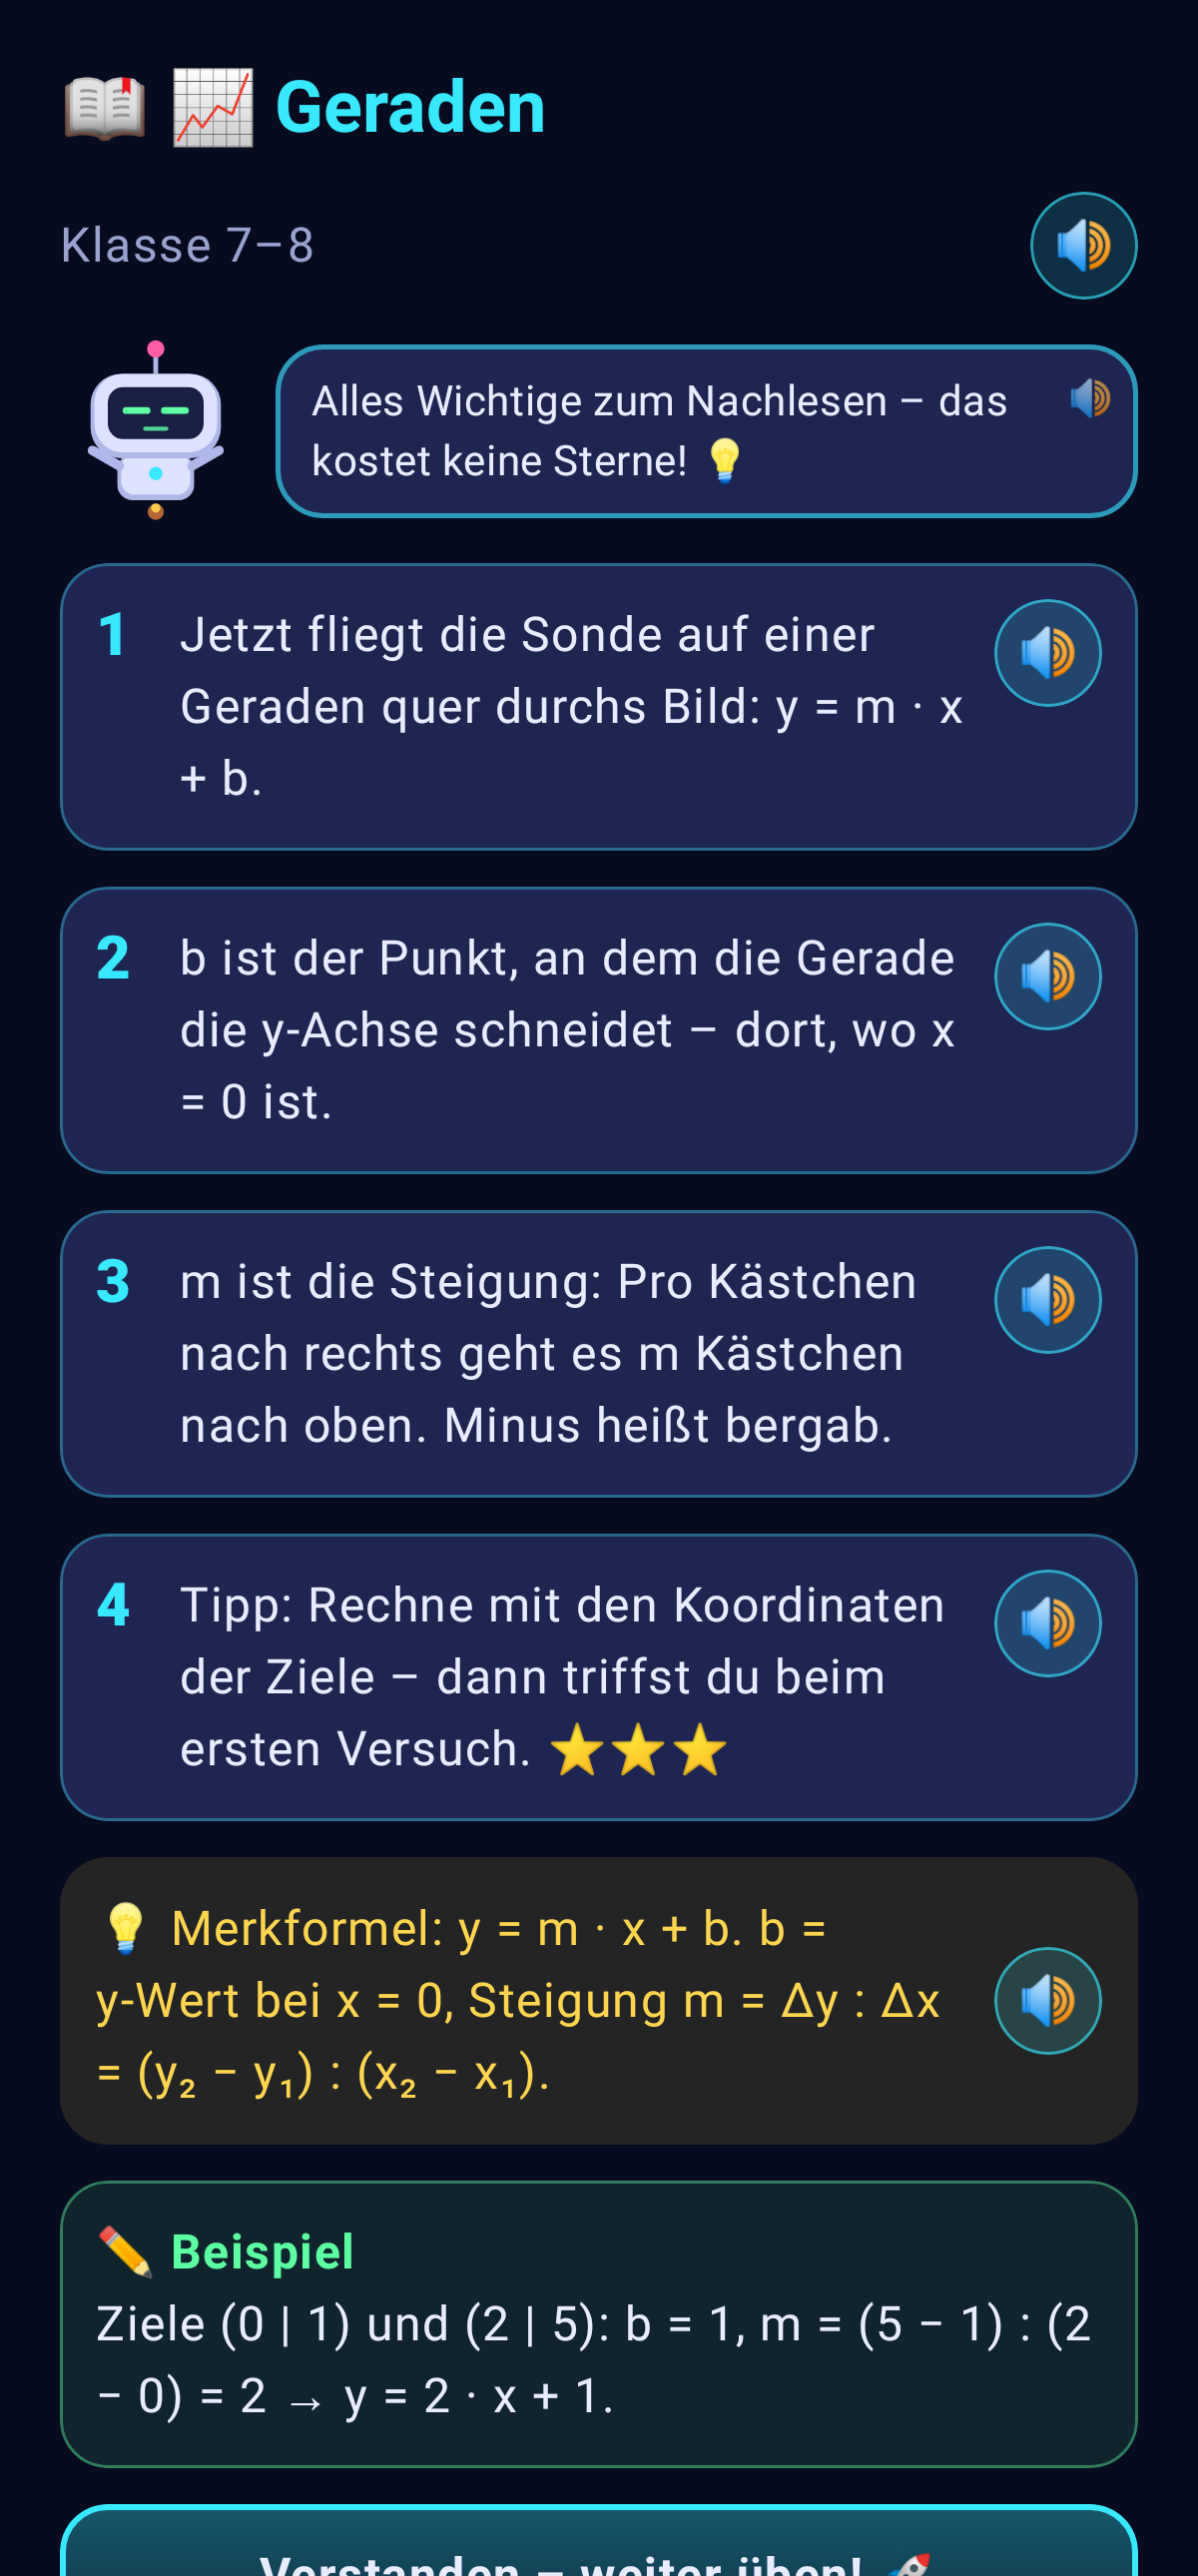 📖 📈 Geraden
Klasse 7–8
Alles Wichtige zum Nachlesen – das
kostet keine Sterne! 💡
1 Jetzt fliegt die Sonde auf einer
Geraden quer durchs Bild: y = m · x
+ b.
2 b ist der Punkt, an dem die Gerade
die y-Achse schneidet – dort, wo x
= 0 ist.
3 m ist die Steigung: Pro Kästchen
nach rechts geht es m Kästchen
nach oben. Minus heißt bergab.
4 Tipp: Rechne mit den Koordinaten
der Ziele – dann triffst du beim
ersten Versuch. ⭐⭐⭐
💡 Merkformel: y = m · x + b. b =
y-Wert bei x = 0, Steigung m = Δy : Δx
= (y₂ − y₁) : (x₂ − x₁).
✏️ Beispiel
Ziele (0 | 1) und (2 | 5): b = 1, m = (5 − 1) : (2
− 0) = 2 → y = 2 · x + 1.
Verstanden – weiter üben! 🚀